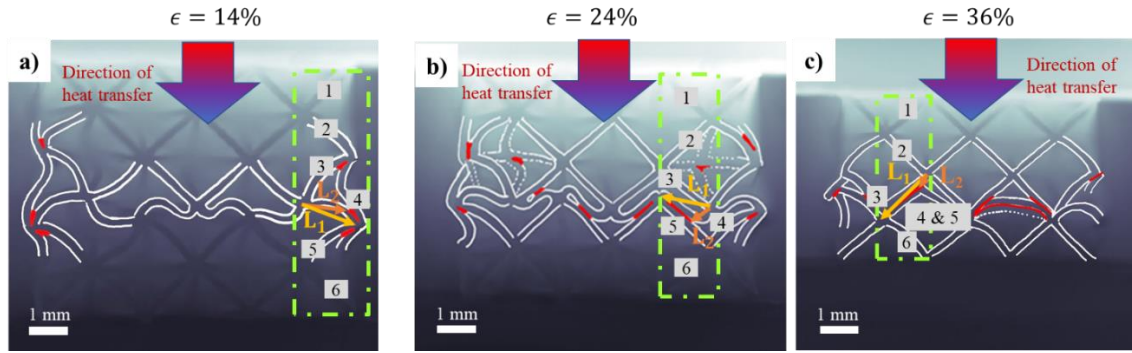 ϵ = 14%
a)
Direction of
heat transfer
1
2
3
L₂
4
L₁
5
6
1 mm
ϵ = 24%
b)
Direction of
heat transfer
1
2
3
L₁
4
5
L₂
6
1 mm
ϵ = 36%
c)
Direction of
heat transfer
1
2
L₁
L₂
3
4 & 5
6
1 mm